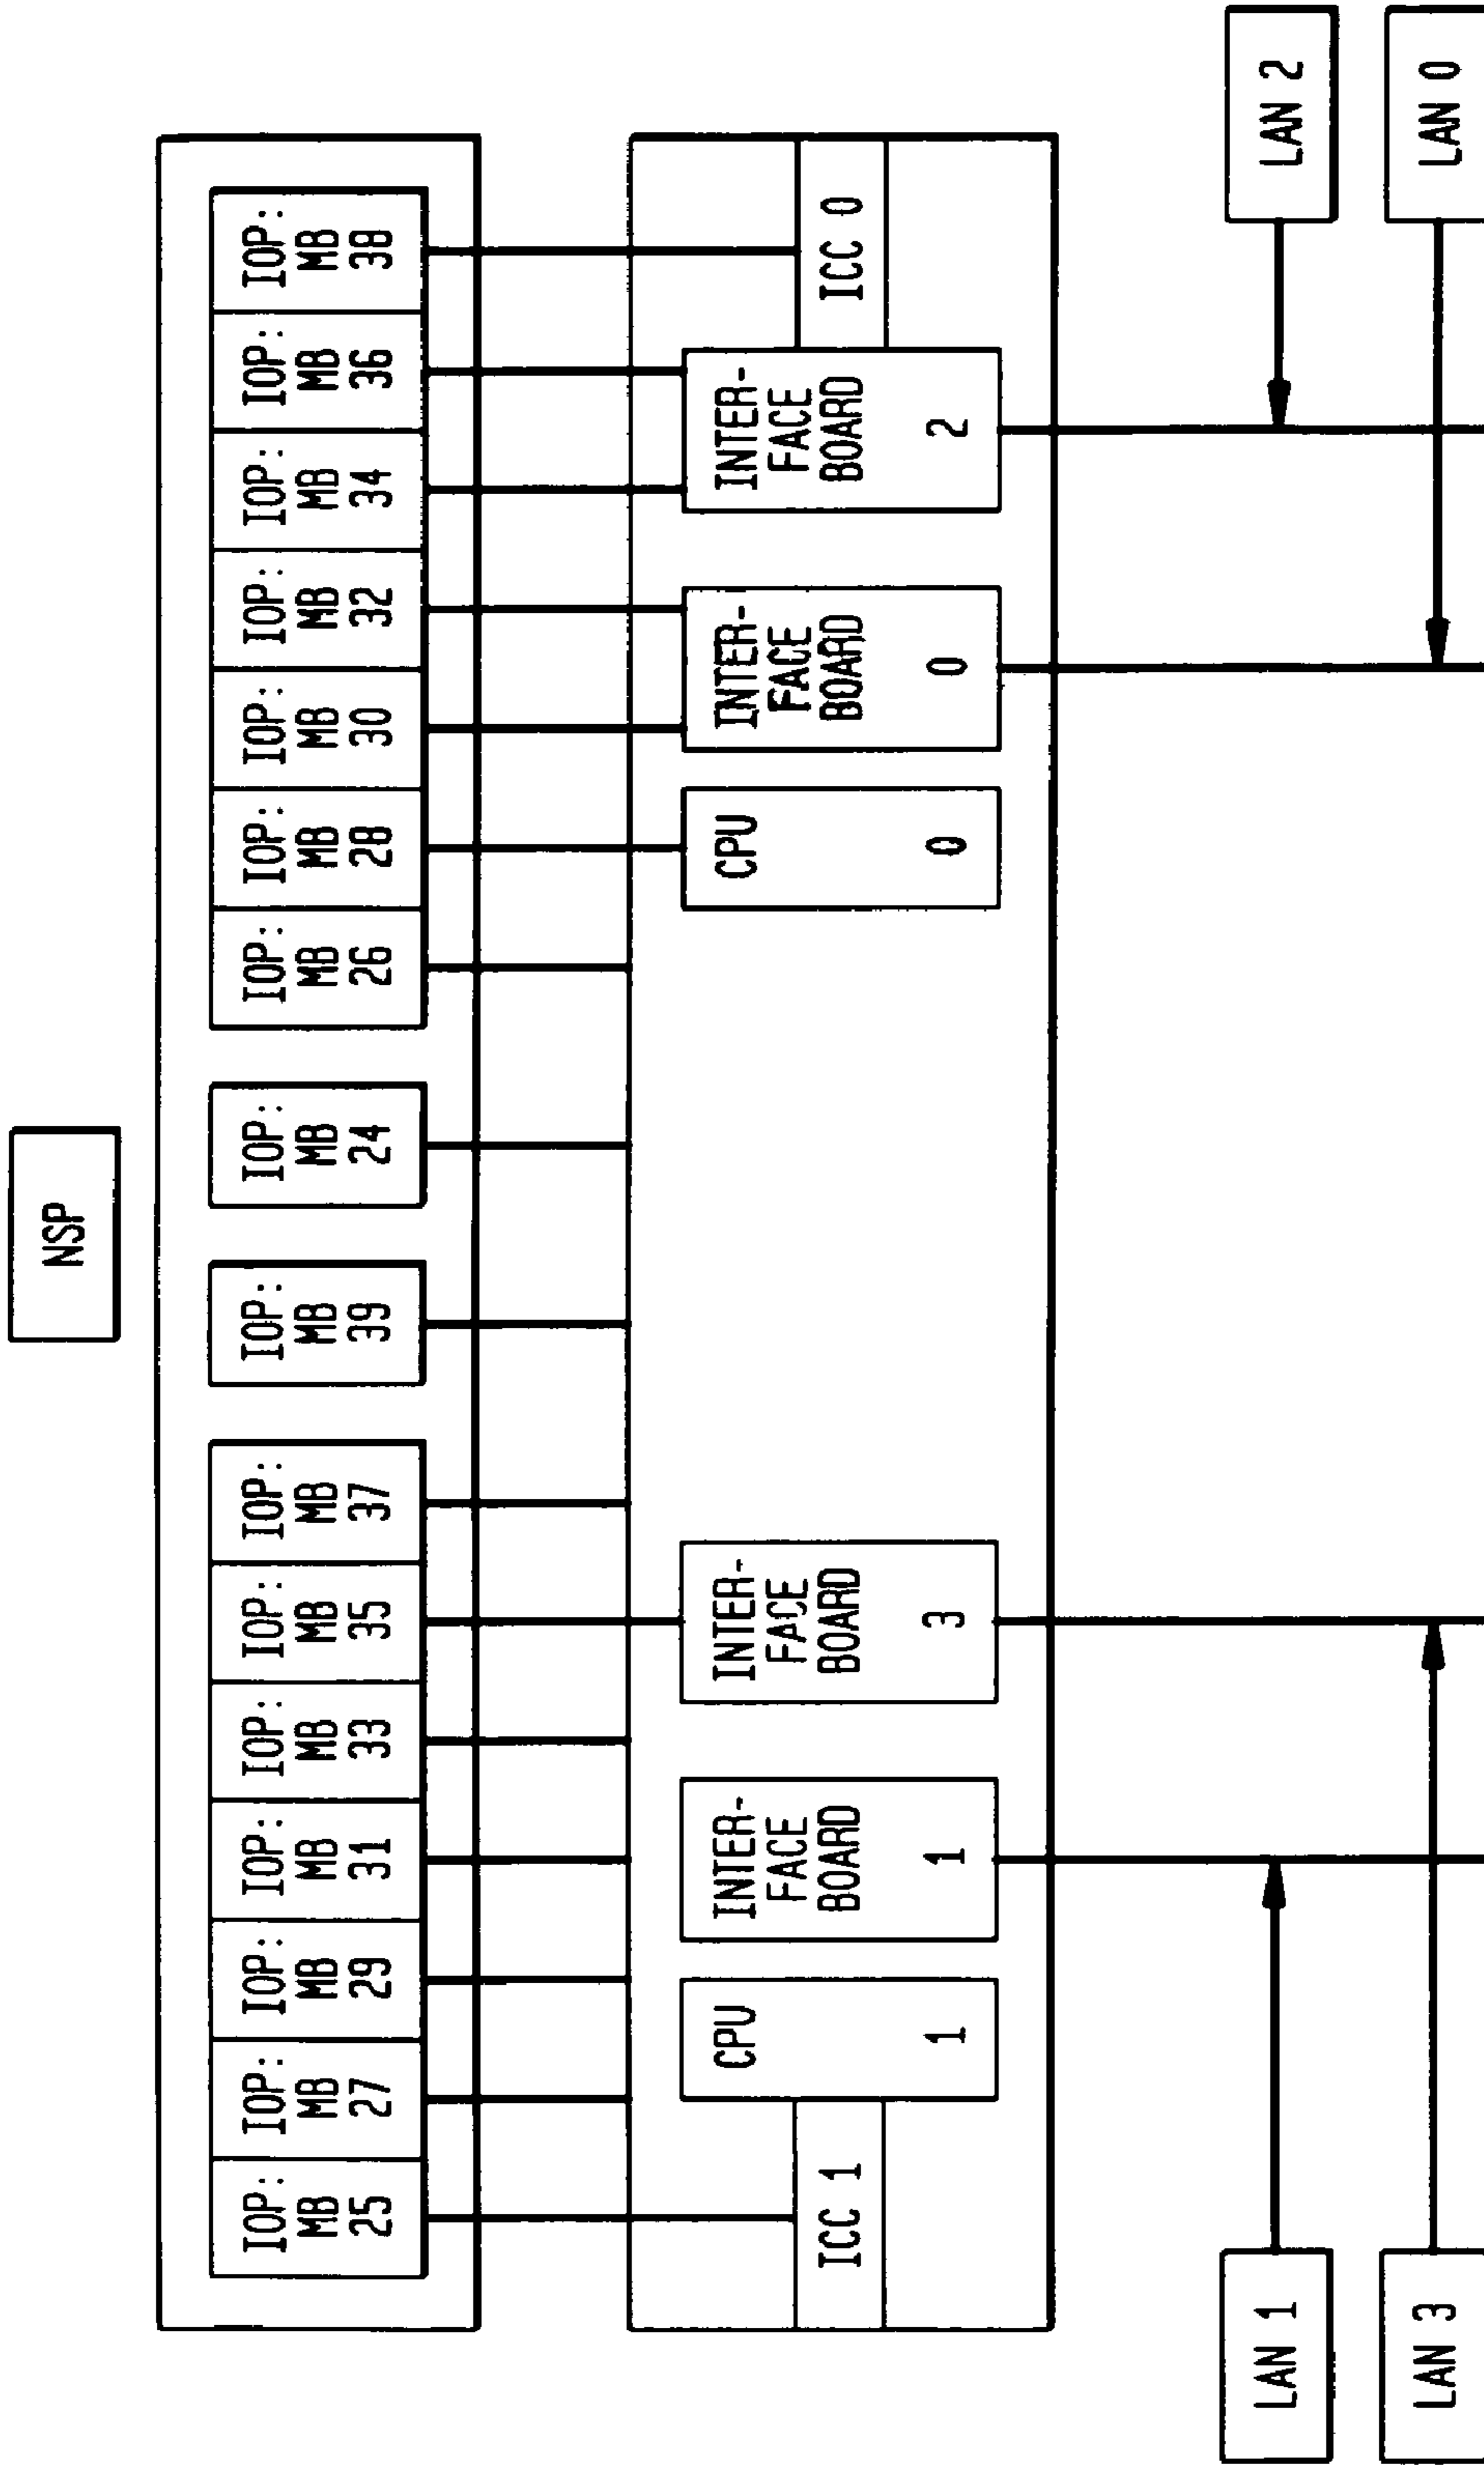 NSP
IOP:
MB
25
IOP:
MB
27
IOP:
MB
29
IOP:
MB
31
IOP:
MB
33
IOP:
MB
35
IOP:
MB
37
IOP:
MB
39
IOP:
MB
24
IOP:
MB
26
IOP:
MB
28
IOP:
MB
30
IOP:
MB
32
IOP:
MB
34
IOP:
MB
36
IOP:
MB
38
ICC 1
CPU
1
INTER-
FACE
BOARD
1
INTER-
FACE
BOARD
3
CPU
0
INTER-
FACE
BOARD
0
INTER-
FACE
BOARD
2
ICC 0
LAN 1
LAN 2
LAN 3
LAN 0